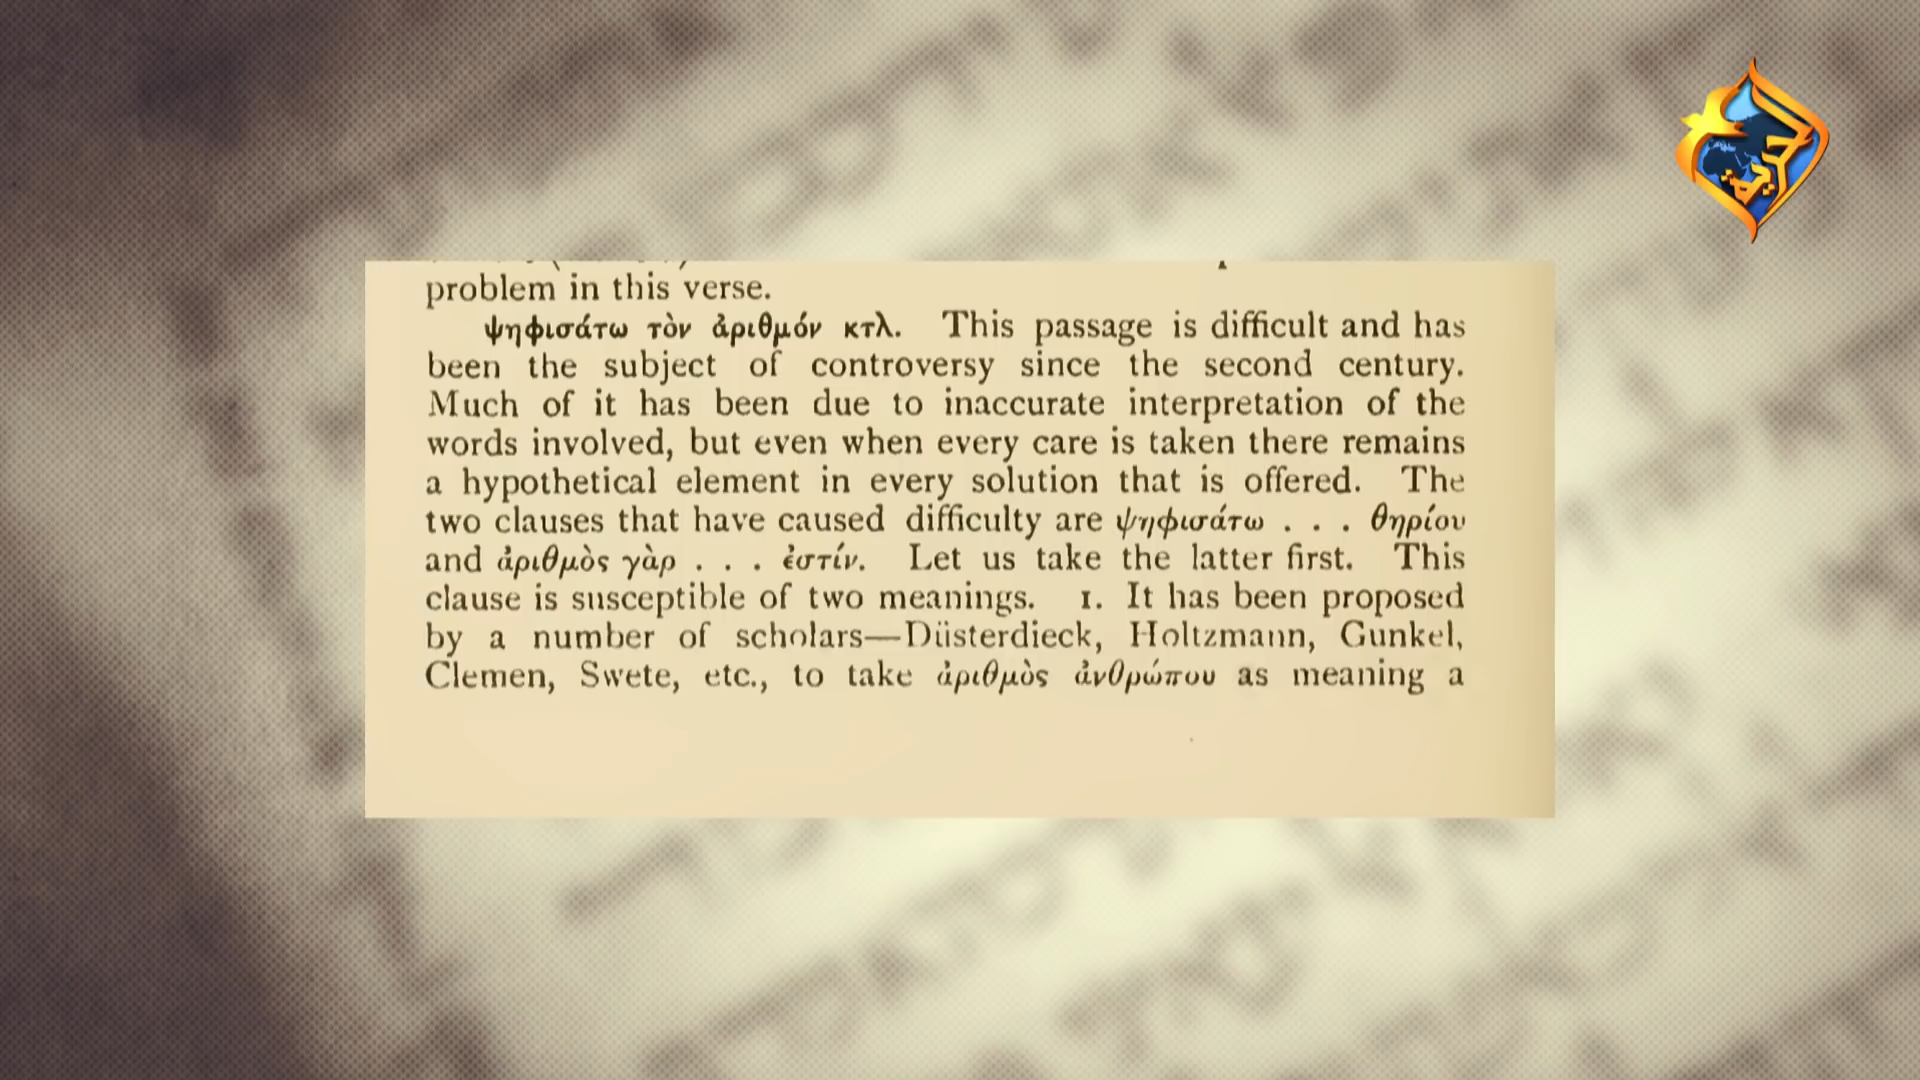 problem in this verse.
ψηφισάτω τὸν ἀριθμόν κτλ. This passage is difficult and has
been the subject of controversy since the second century.
Much of it has been due to inaccurate interpretation of the
words involved, but even when every care is taken there remains
a hypothetical element in every solution that is offered. The
two clauses that have caused difficulty are ψηφισάτω . . . θηρίου
and ἀριθμὸς γὰρ . . . ἐστίν. Let us take the latter first. This
clause is susceptible of two meanings. 1. It has been proposed
by a number of scholars—Düsterdieck, Holtzmann, Gunkel,
Clemen, Swete, etc., to take ἀριθμὸς ἀνθρώπου as meaning a
الحرية